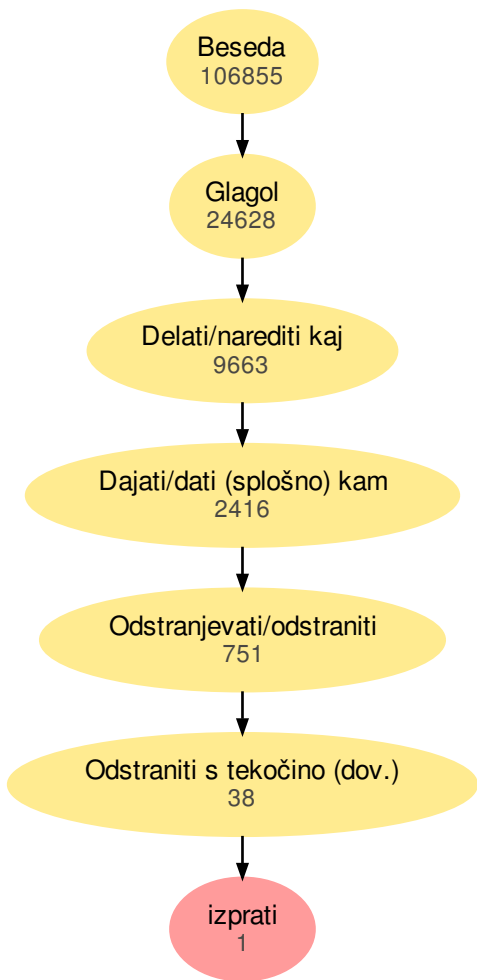 Beseda
106855
Glagol
24628
Delati/narediti kaj
9663
Dajati/dati (splošno) kam
2416
Odstranjevati/odstraniti
751
Odstraniti s tekočino (dov.)
38
izprati
1